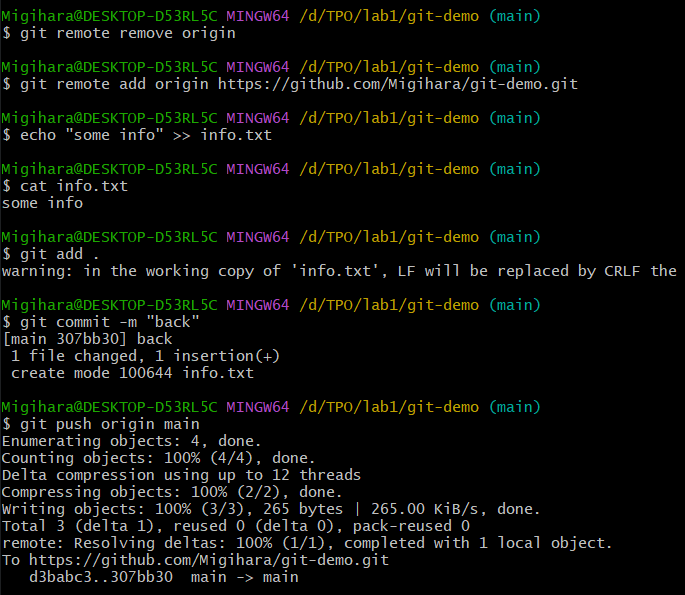 Migihara@DESKTOP-D53RL5C MINGW64 /d/TPO/lab1/git-demo (main)
$ git remote remove origin
Migihara@DESKTOP-D53RL5C MINGW64 /d/TPO/lab1/git-demo (main)
$ git remote add origin https://github.com/Migihara/git-demo.git
Migihara@DESKTOP-D53RL5C MINGW64 /d/TPO/lab1/git-demo (main)
$ echo "some info" >> info.txt
Migihara@DESKTOP-D53RL5C MINGW64 /d/TPO/lab1/git-demo (main)
$ cat info.txt
some info
Migihara@DESKTOP-D53RL5C MINGW64 /d/TPO/lab1/git-demo (main)
$ git add .
warning: in the working copy of 'info.txt', LF will be replaced by CRLF the
Migihara@DESKTOP-D53RL5C MINGW64 /d/TPO/lab1/git-demo (main)
$ git commit -m "back"
[main 307bb30] back
 1 file changed, 1 insertion(+)
 create mode 100644 info.txt
Migihara@DESKTOP-D53RL5C MINGW64 /d/TPO/lab1/git-demo (main)
$ git push origin main
Enumerating objects: 4, done.
Counting objects: 100% (4/4), done.
Delta compression using up to 12 threads
Compressing objects: 100% (2/2), done.
Writing objects: 100% (3/3), 265 bytes | 265.00 KiB/s, done.
Total 3 (delta 1), reused 0 (delta 0), pack-reused 0
remote: Resolving deltas: 100% (1/1), completed with 1 local object.
To https://github.com/Migihara/git-demo.git
   d3babc3..307bb30  main -> main